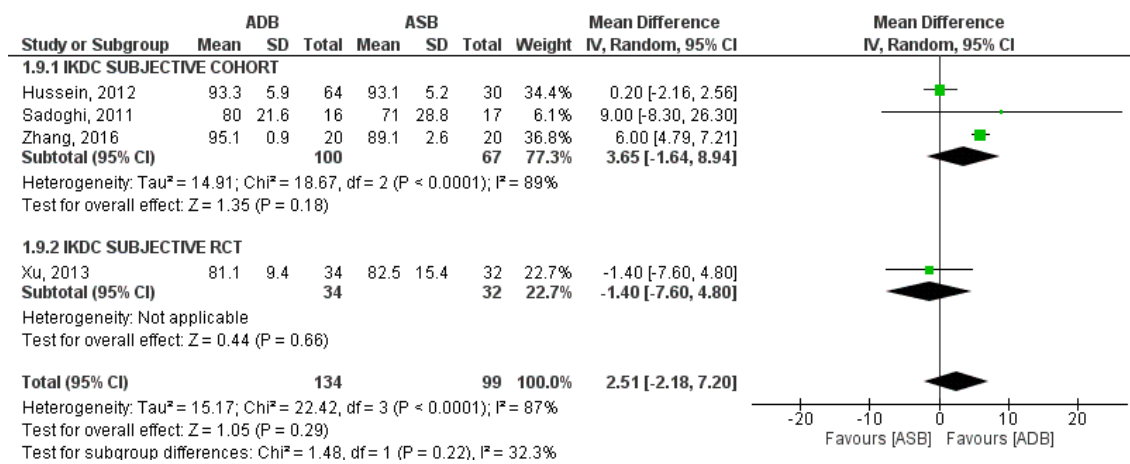 ADB ASB Mean Difference Mean Difference
Study or Subgroup Mean SD Total Mean SD Total Weight IV, Random, 95% CI IV, Random, 95% CI
1.9.1 IKDC SUBJECTIVE COHORT
Hussein, 2012 93.3 5.9 64 93.1 5.2 30 34.4% 0.20 [-2.16, 2.56]
Sadoghi, 2011 80 21.6 16 71 28.8 17 6.1% 9.00 [-8.30, 26.30]
Zhang, 2016 95.1 0.9 20 89.1 2.6 20 36.8% 6.00 [4.79, 7.21]
Subtotal (95% CI) 100 67 77.3% 3.65 [-1.64, 8.94]
Heterogeneity: Tau² = 14.91; Chi² = 18.67, df = 2 (P < 0.0001); I² = 89%
Test for overall effect: Z = 1.35 (P = 0.18)
1.9.2 IKDC SUBJECTIVE RCT
Xu, 2013 81.1 9.4 34 82.5 15.4 32 22.7% -1.40 [-7.60, 4.80]
Subtotal (95% CI) 34 32 22.7% -1.40 [-7.60, 4.80]
Heterogeneity: Not applicable
Test for overall effect: Z = 0.44 (P = 0.66)
Total (95% CI) 134 99 100.0% 2.51 [-2.18, 7.20]
Heterogeneity: Tau² = 15.17; Chi² = 22.42, df = 3 (P < 0.0001); I² = 87%
Test for overall effect: Z = 1.05 (P = 0.29)
Test for subgroup differences: Chi² = 1.48, df = 1 (P = 0.22), I² = 32.3%
-20 -10 0 10 20
Favours [ASB] Favours [ADB]